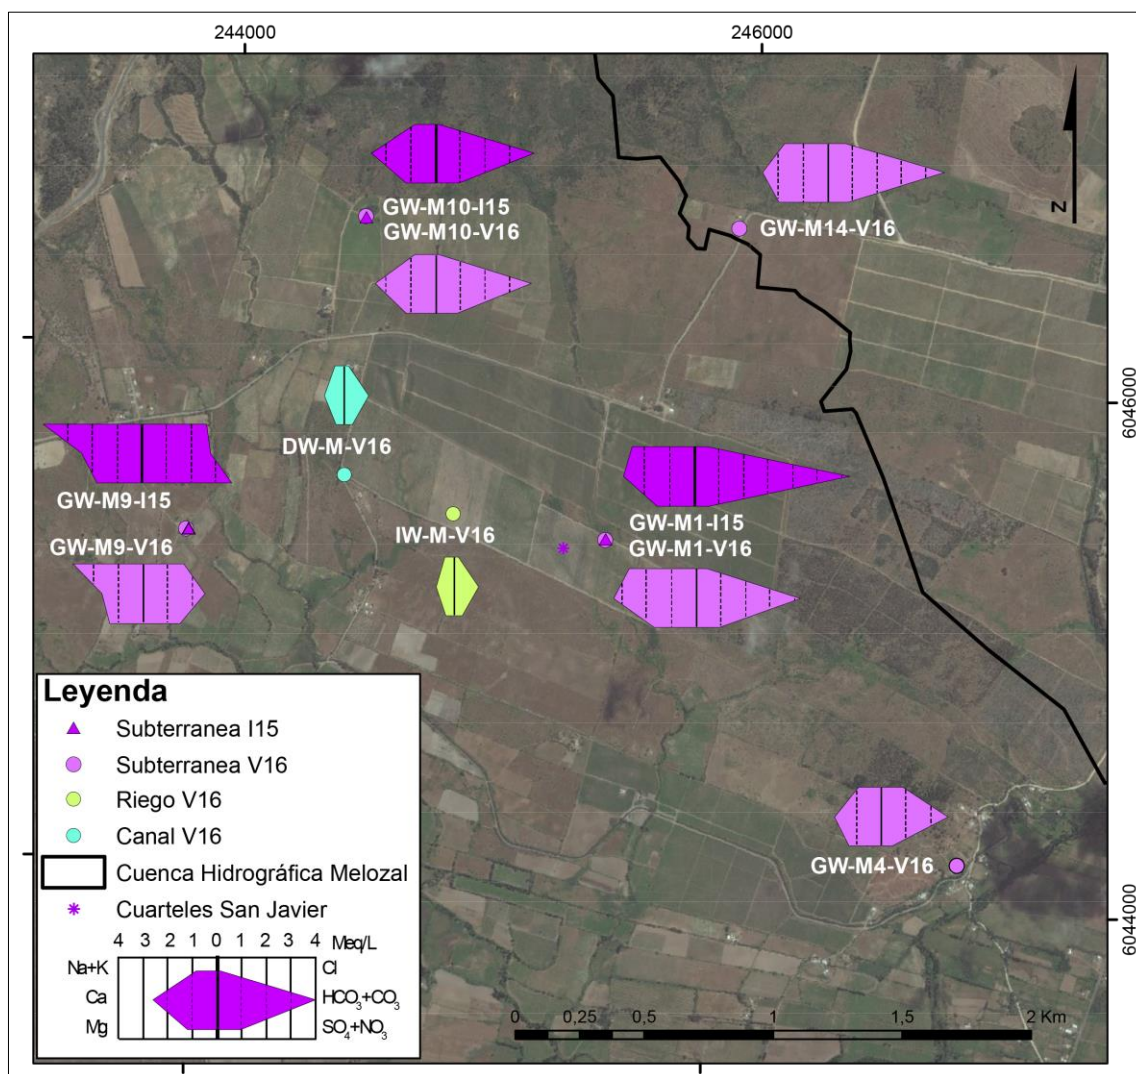 244000
246000
N
GW-M10-I15
GW-M10-V16
GW-M14-V16
6046000
DW-M-V16
GW-M9-I15
GW-M9-V16
IW-M-V16
GW-M1-I15
GW-M1-V16
GW-M4-V16
6044000
Leyenda
Subterranea I15
Subterranea V16
Riego V16
Canal V16
Cuenca Hidrográfica Melozal
Cuarteles San Javier
4 3 2 1 0 1 2 3 4 Meq/L
Na+K Cl
Ca HCO3+CO3
Mg SO4+NO3
0 0,25 0,5 1 1,5 2 Km